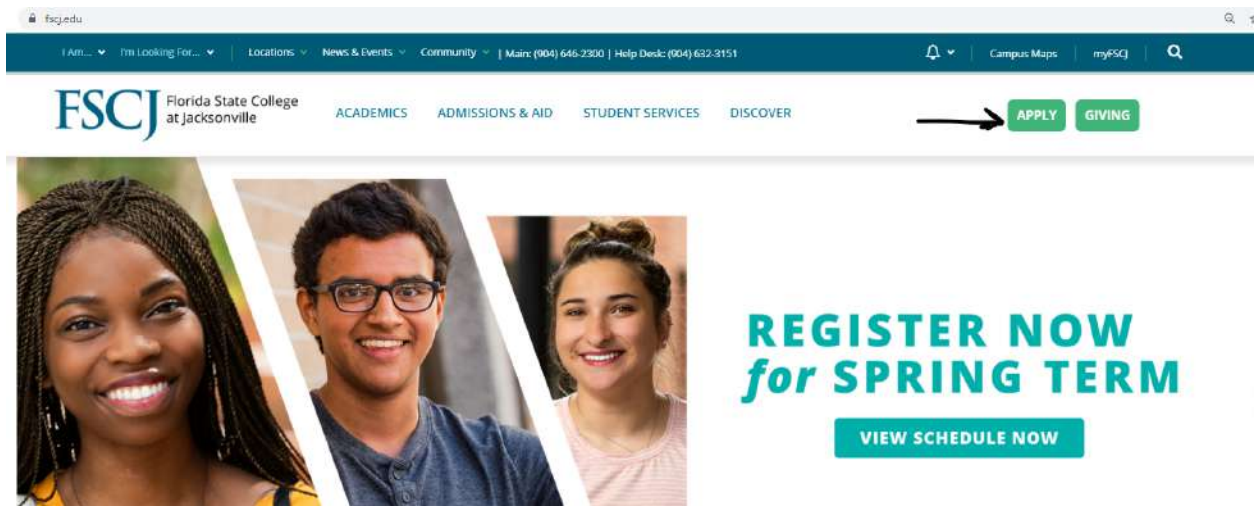 fscj.edu
I Am... I'm Looking For... | Locations News & Events Community | Main: (904) 646-2300 | Help Desk: (904) 632-3151 Campus Maps | myFSCJ |
FSCJ Florida State College
at Jacksonville
ACADEMICS ADMISSIONS & AID STUDENT SERVICES DISCOVER APPLY GIVING
REGISTER NOW
for SPRING TERM
VIEW SCHEDULE NOW